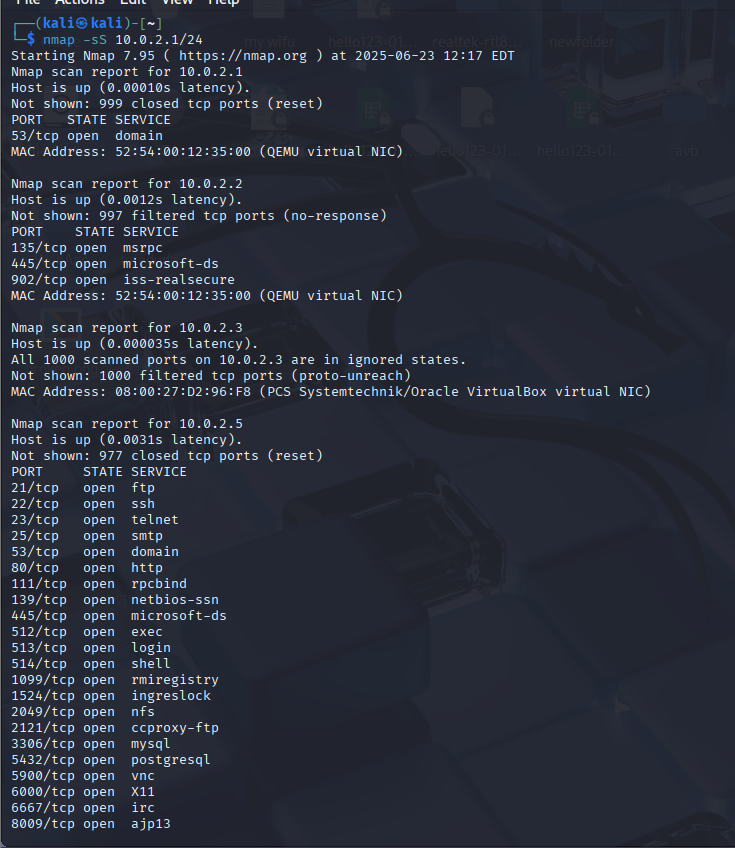 File Actions Edit View Help
(kali㉿kali)-[~]
$ nmap -sS 10.0.2.1/24
Starting Nmap 7.95 ( https://nmap.org ) at 2025-06-23 12:17 EDT
Nmap scan report for 10.0.2.1
Host is up (0.00010s latency).
Not shown: 999 closed tcp ports (reset)
PORT   STATE SERVICE
53/tcp open  domain
MAC Address: 52:54:00:12:35:00 (QEMU virtual NIC)

Nmap scan report for 10.0.2.2
Host is up (0.0012s latency).
Not shown: 997 filtered tcp ports (no-response)
PORT    STATE SERVICE
135/tcp open  msrpc
445/tcp open  microsoft-ds
902/tcp open  iss-realsecure
MAC Address: 52:54:00:12:35:00 (QEMU virtual NIC)

Nmap scan report for 10.0.2.3
Host is up (0.000035s latency).
All 1000 scanned ports on 10.0.2.3 are in ignored states.
Not shown: 1000 filtered tcp ports (proto-unreach)
MAC Address: 08:00:27:D2:96:F8 (PCS Systemtechnik/Oracle VirtualBox virtual NIC)

Nmap scan report for 10.0.2.5
Host is up (0.0031s latency).
Not shown: 977 closed tcp ports (reset)
PORT     STATE SERVICE
21/tcp   open  ftp
22/tcp   open  ssh
23/tcp   open  telnet
25/tcp   open  smtp
53/tcp   open  domain
80/tcp   open  http
111/tcp  open  rpcbind
139/tcp  open  netbios-ssn
445/tcp  open  microsoft-ds
512/tcp  open  exec
513/tcp  open  login
514/tcp  open  shell
1099/tcp open  rmiregistry
1524/tcp open  ingreslock
2049/tcp open  nfs
2121/tcp open  ccproxy-ftp
3306/tcp open  mysql
5432/tcp open  postgresql
5900/tcp open  vnc
6000/tcp open  X11
6667/tcp open  irc
8009/tcp open  ajp13
my wifu
hello123-01...
realtek-rtl8...
newfolder
hello123-01...
hello123-01...